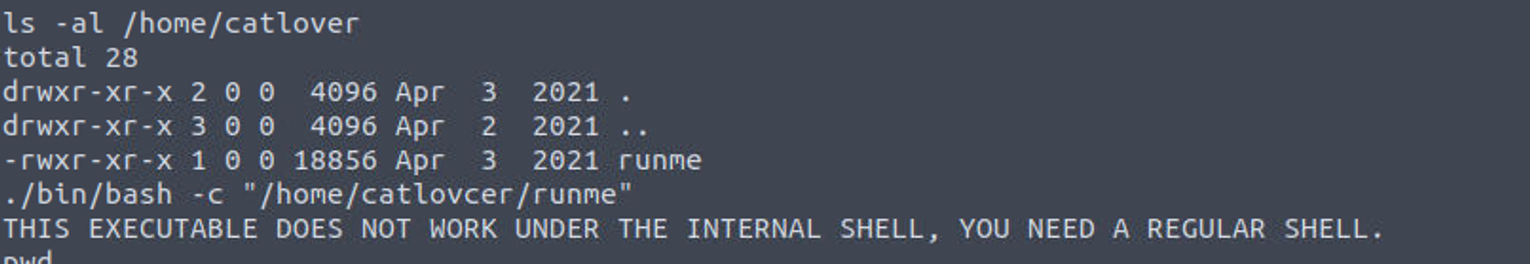 ls -al /home/catlover
total 28
drwxr-xr-x 2 0 0  4096 Apr  3  2021 .
drwxr-xr-x 3 0 0  4096 Apr  2  2021 ..
-rwxr-xr-x 1 0 0 18856 Apr  3  2021 runme
./bin/bash -c "/home/catlovcer/runme"
THIS EXECUTABLE DOES NOT WORK UNDER THE INTERNAL SHELL, YOU NEED A REGULAR SHELL.
pwd